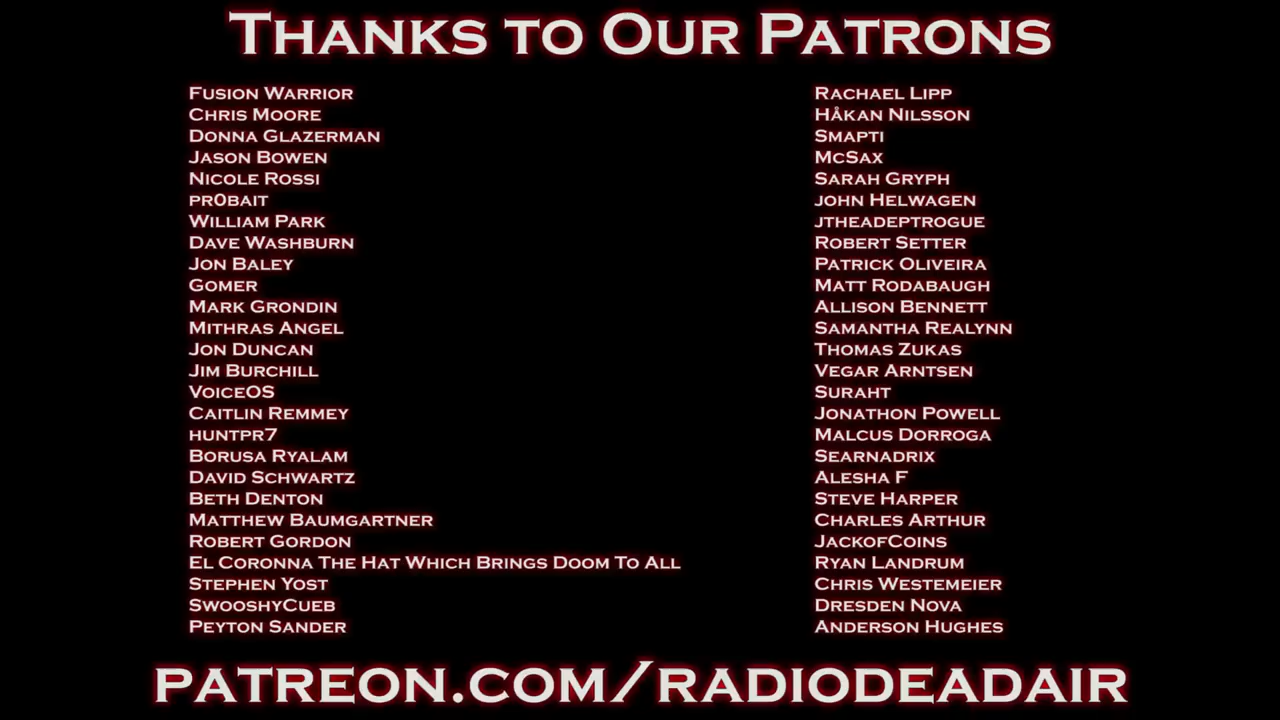 Thanks to Our Patrons
Fusion Warrior
Chris Moore
Donna Glazerman
Jason Bowen
Nicole Rossi
pr0bait
William Park
Dave Washburn
Jon Baley
Gomer
Mark Grondin
Mithras Angel
Jon Duncan
Jim Burchill
VoiceOS
Caitlin Remmey
huntpr7
Borusa Ryalam
David Schwartz
Beth Denton
Matthew Baumgartner
Robert Gordon
El Coronna The Hat Which Brings Doom To All
Stephen Yost
SwooshyCueb
Peyton Sander
Rachael Lipp
Håkan Nilsson
Smapti
McSax
Sarah Gryph
john Helwagen
jtheadeptrogue
Robert Setter
Patrick Oliveira
Matt Rodabaugh
Allison Bennett
Samantha Realynn
Thomas Zukas
Vegar Arntsen
Suraht
Jonathon Powell
Malcus Dorroga
Searnadrix
Alesha F
Steve Harper
Charles Arthur
JackofCoins
Ryan Landrum
Chris Westemeier
Dresden Nova
Anderson Hughes
patreon.com/radiodeadair